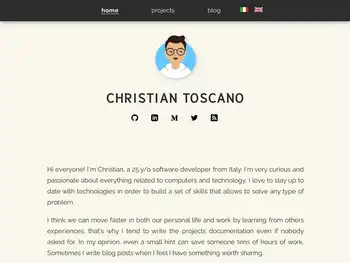 home projects blog
CHRISTIAN TOSCANO
Hi everyone! I'm Christian, a 25 y/o software developer from Italy. I'm very curious and
passionate about everything related to computers and technology. I love to stay up to
date with technologies in order to build a set of skills that allows to solve any type of
problem.
I think we can move faster in both our personal life and work by learning from others
experiences, that's why I tend to write the projects documentation even if nobody
asked for. In my opinion, even a small hint can save someone tens of hours of work.
Sometimes I write blog posts when I feel I have something worth sharing.